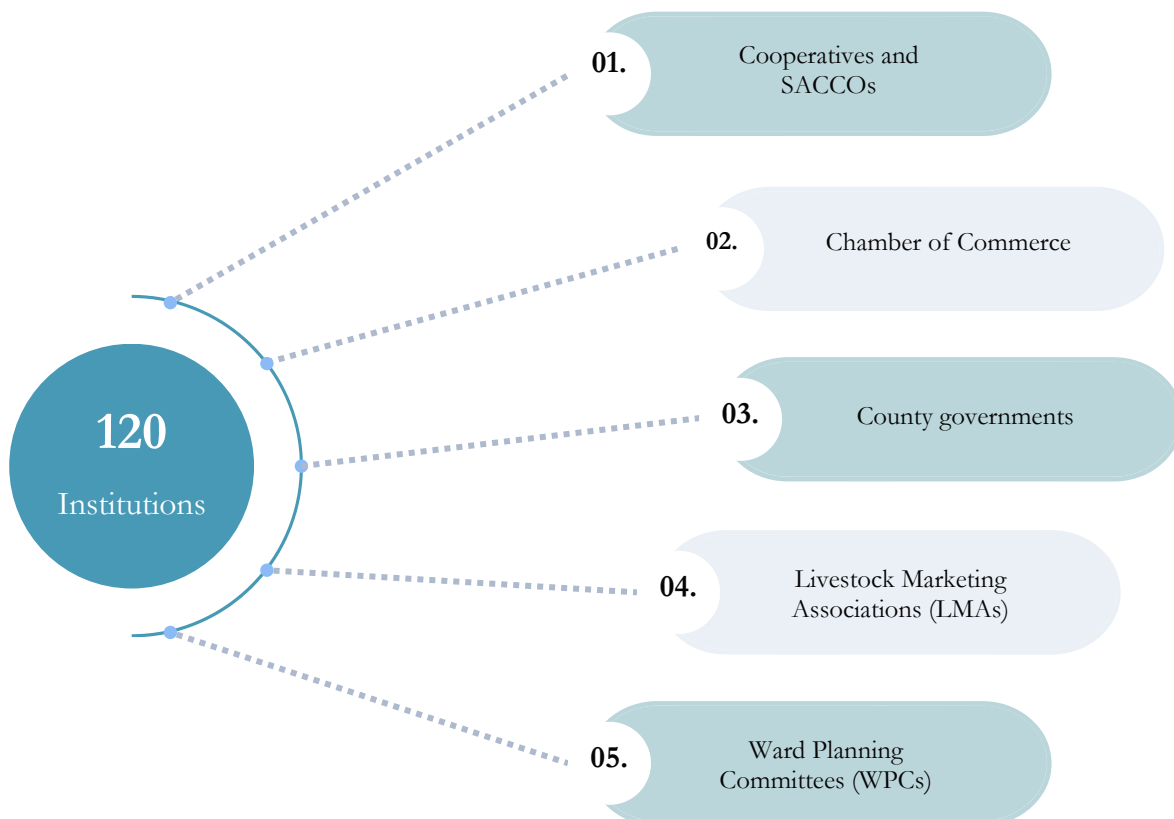 120
Institutions
01.
Cooperatives and
SACCOs
02.
Chamber of Commerce
03.
County governments
04.
Livestock Marketing
Associations (LMAs)
05.
Ward Planning
Committees (WPCs)